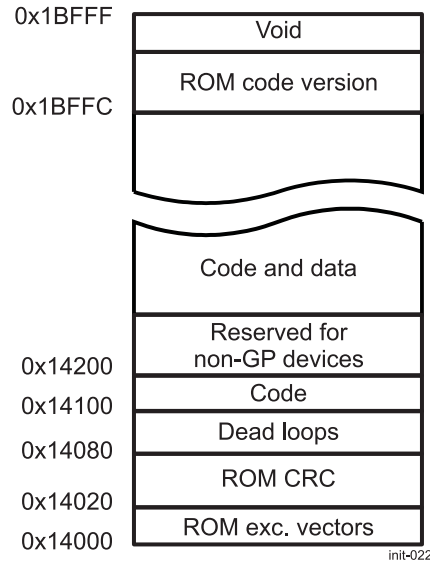 0x1BFFF
Void
ROM code version
0x1BFFC
Code and data
Reserved for
non-GP devices
0x14200
Code
0x14100
Dead loops
0x14080
ROM CRC
0x14020
ROM exc. vectors
0x14000
init-022